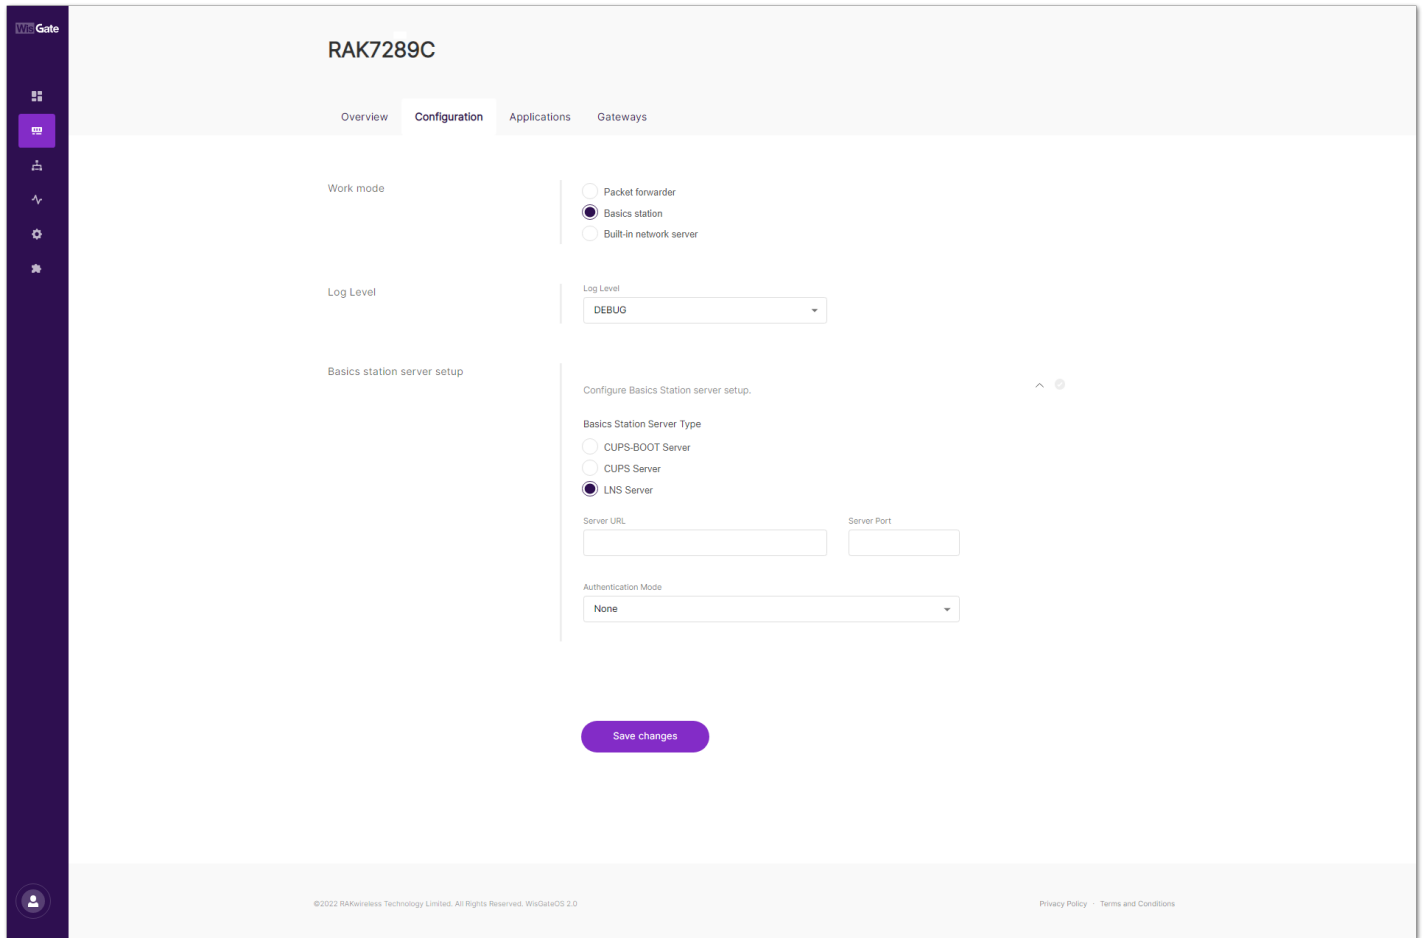 WisGate
RAK7289C
Overview Configuration Applications Gateways
Work mode
Packet forwarder
Basics station
Built-in network server
Log Level
Log Level
DEBUG
Basics station server setup
Configure Basics Station server setup.
Basics Station Server Type
CUPS-BOOT Server
CUPS Server
LNS Server
Server URL Server Port
Authentication Mode
None
Save changes
©2022 RAKwireless Technology Limited. All Rights Reserved. WisGateOS 2.0 Privacy Policy · Terms and Conditions